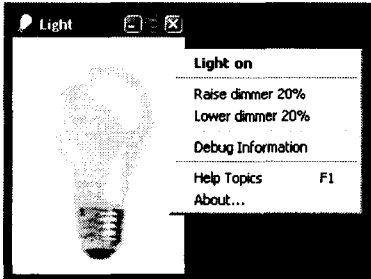 Light
Light on
Raise dimmer 20%
Lower dimmer 20%
Debug Information
Help Topics F1
About...